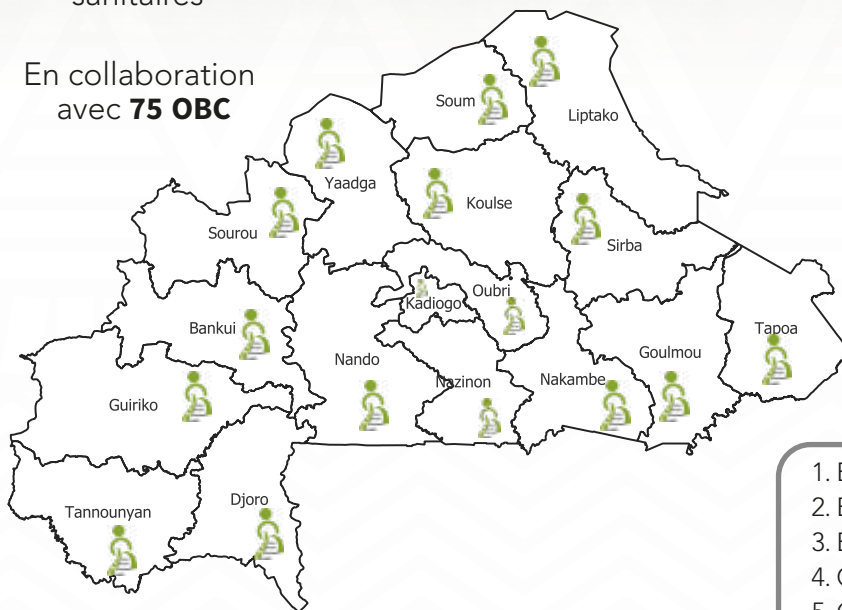 sanitaires
En collaboration
avec 75 OBC
Soum
Liptako
Yaadga
Koulse
Sourou
Sirba
Oubri
Kadiogo
Bankui
Tapoa
Nando
Goulmou
Nazinon
Nakambe
Guiriko
Djoro
Tannounyan
1.
2.
3.
4.
5.